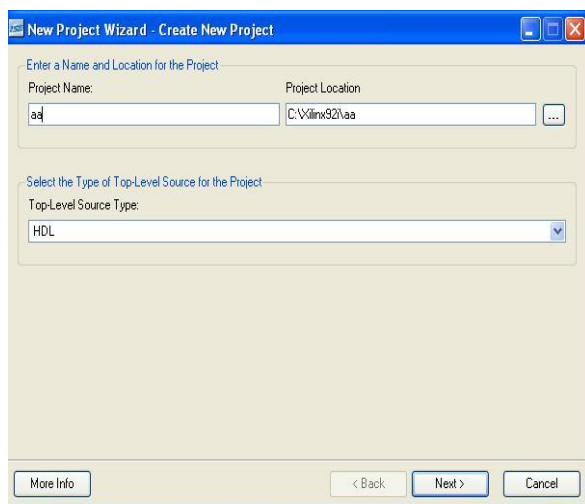 New Project Wizard - Create New Project
Enter a Name and Location for the Project
Project Name: Project Location
aa C:\Xilinx92i\aa ...
Select the Type of Top-Level Source for the Project
Top-Level Source Type:
HDL
More Info < Back Next > Cancel